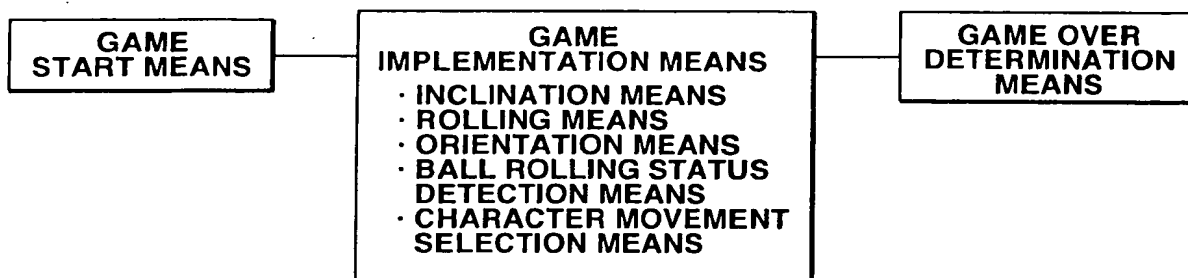 GAME
START MEANS
GAME
IMPLEMENTATION MEANS
· INCLINATION MEANS
· ROLLING MEANS
· ORIENTATION MEANS
· BALL ROLLING STATUS
DETECTION MEANS
· CHARACTER MOVEMENT
SELECTION MEANS
GAME OVER
DETERMINATION
MEANS